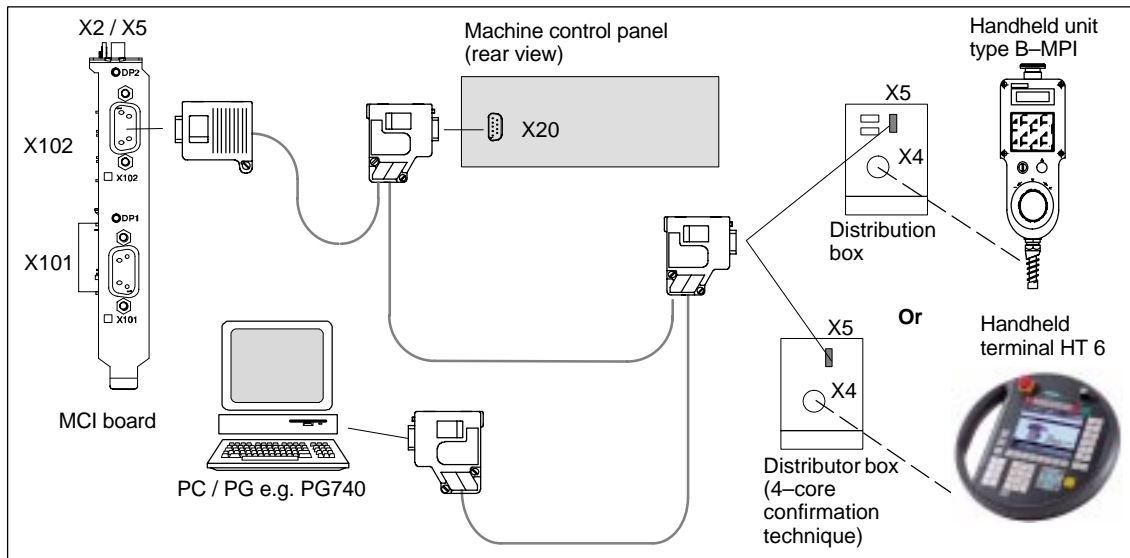 X2 / X5
DP2
X102
X102
DP1
X101
X101
MCI board
Machine control panel
(rear view)
X20
PC / PG e.g. PG740
X5
X4
Distribution
box
Handheld unit
type B–MPI
Or
X5
X4
Distributor box
(4–core
confirmation
technique)
Handheld
terminal HT 6